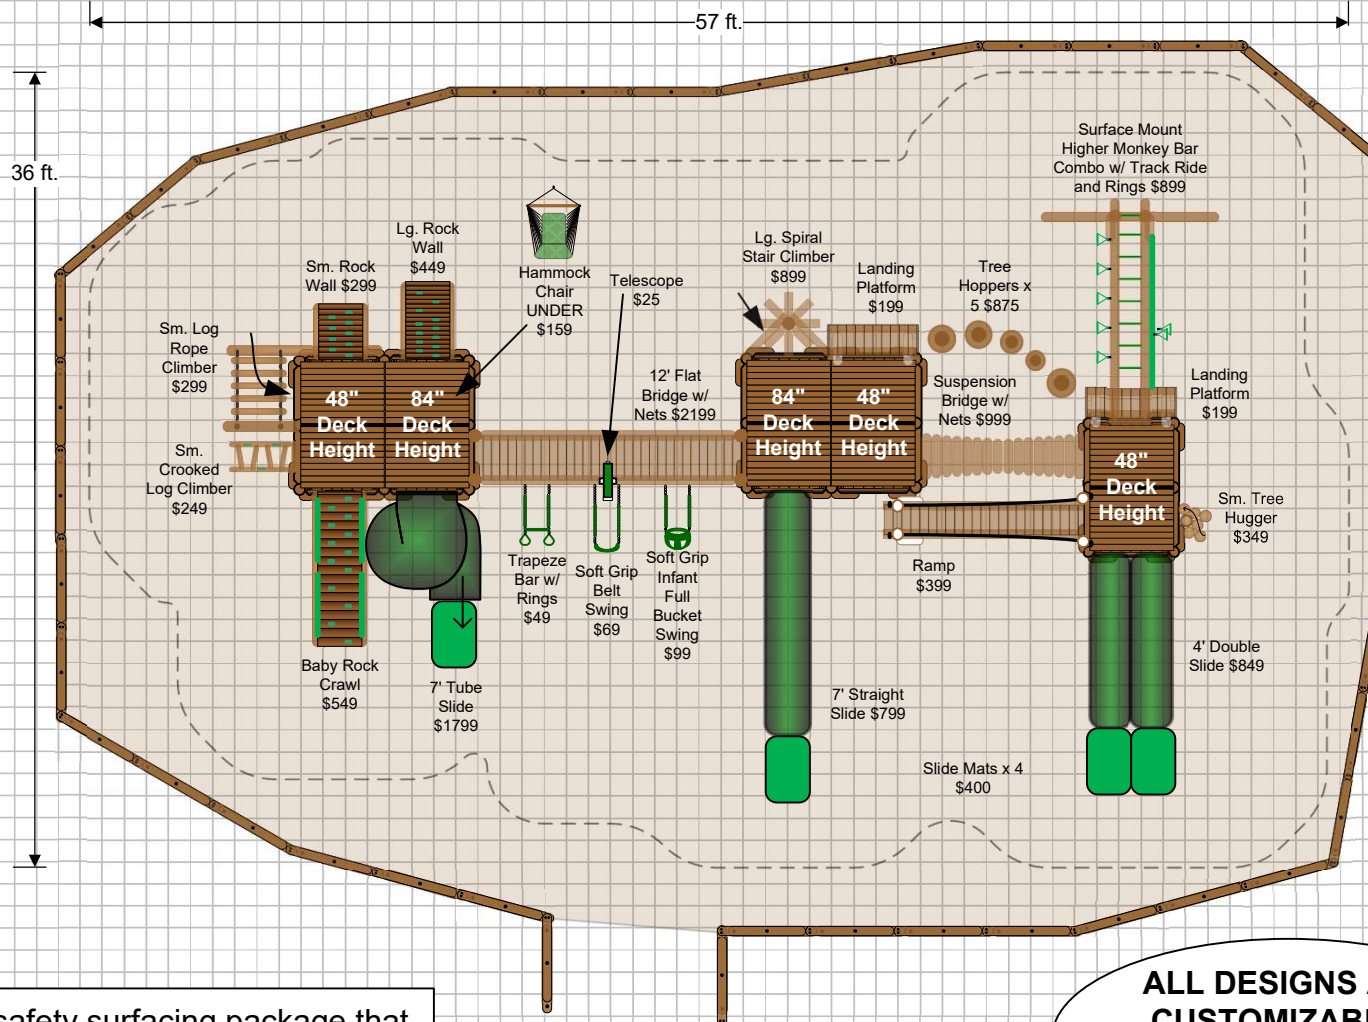 57 ft.
36 ft.
Surface Mount
Higher Monkey Bar
Combo w/ Track Ride
and Rings $899
Lg. Rock
Wall
$449
Sm. Rock
Wall $299
Hammock
Chair
UNDER
$159
Telescope
$25
Lg. Spiral
Stair Climber
$899
Landing
Platform
$199
Tree
Hoppers x
5 $875
Sm. Log
Rope
Climber
$299
12' Flat
Bridge w/
Nets $2199
Suspension
Bridge w/
Nets $999
Landing
Platform
$199
48"
Deck
Height
84"
Deck
Height
84"
Deck
Height
48"
Deck
Height
48"
Deck
Height
Sm.
Crooked
Log Climber
$249
Sm. Tree
Hugger
$349
Trapeze
Bar w/
Rings
$49
Soft Grip
Belt
Swing
$69
Soft Grip
Infant
Full
Bucket
Swing
$99
Ramp
$399
Baby Rock
Crawl
$549
7' Tube
Slide
$1799
7' Straight
Slide $799
4' Double
Slide $849
Slide Mats x 4
$400
safety surfacing package that
ALL DESIGNS